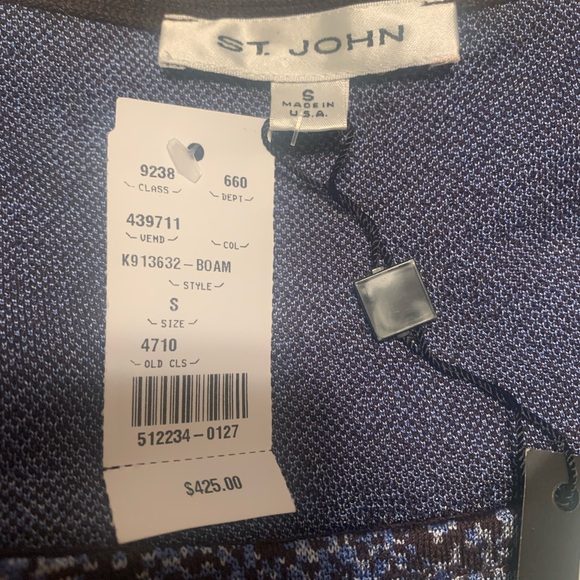 ST. JOHN
S
MADE IN
U.S.A.
9238 660
CLASS DEPT
439711
VEND COL
K913632-BOAM
STYLE
S
SIZE
4710
OLD CLS
512234-0127
$425.00